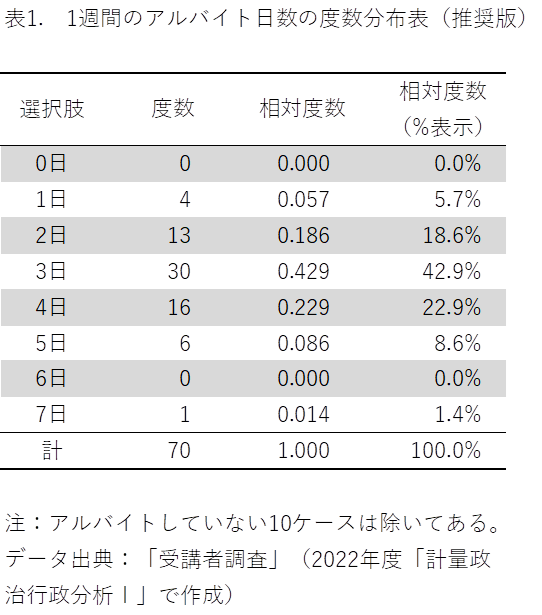 表1.　1週間のアルバイト日数の度数分布表（推奨版）
選択肢　度数　相対度数　相対度数（%表示）
0日　0　0.000　0.0%
1日　4　0.057　5.7%
2日　13　0.186　18.6%
3日　30　0.429　42.9%
4日　16　0.229　22.9%
5日　6　0.086　8.6%
6日　0　0.000　0.0%
7日　1　0.014　1.4%
計　70　1.000　100.0%
注：アルバイトしていない10ケースは除いてある。
データ出典：「受講者調査」（2022年度「計量政
治行政分析Ⅰ」で作成）